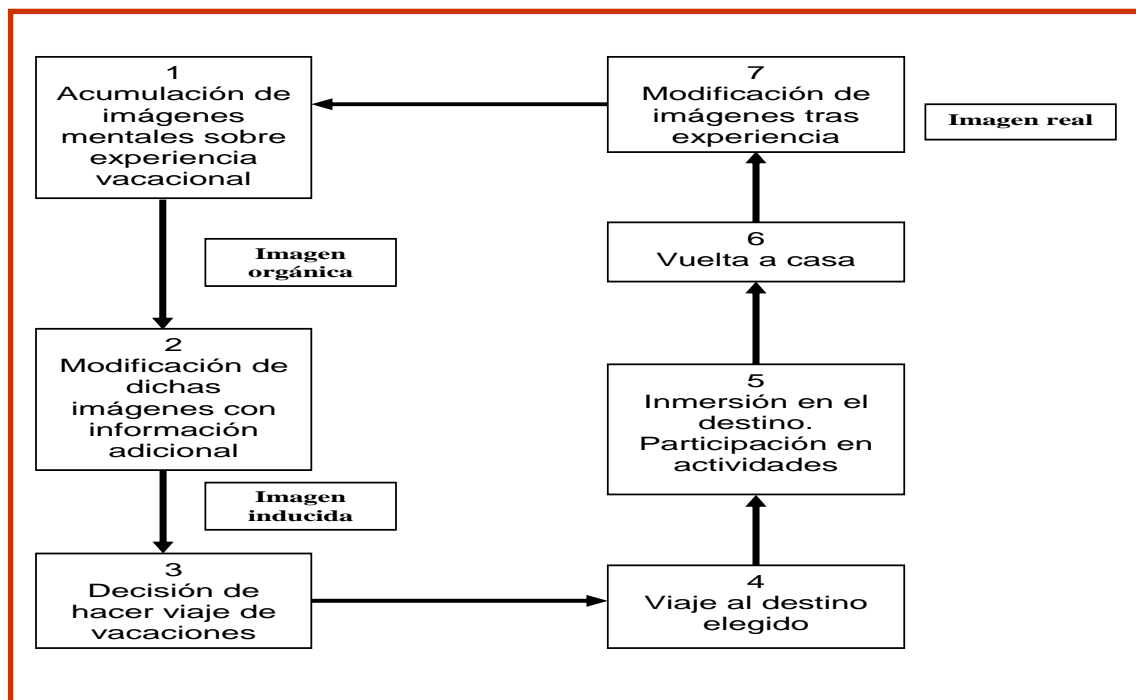 1
Acumulación de
imágenes
mentales sobre
experiencia
vacacional
Imagen
orgánica
2
Modificación de
dichas
imágenes con
información
adicional
Imagen
inducida
3
Decisión de
hacer viaje de
vacaciones
4
Viaje al destino
elegido
5
Inmersión en el
destino.
Participación en
actividades
6
Vuelta a casa
7
Modificación de
imágenes tras
experiencia
Imagen real